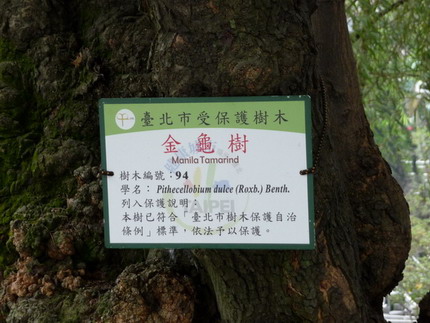 臺北市受保護樹木
金龜樹
Manila Tamarind
樹木編號：94
學名： Pithecellobium dulce (Roxb.) Benth.
列入保護說明：
本樹已符合「臺北市樹木保護自治
條例」標準，依法予以保護。
TAIPEI